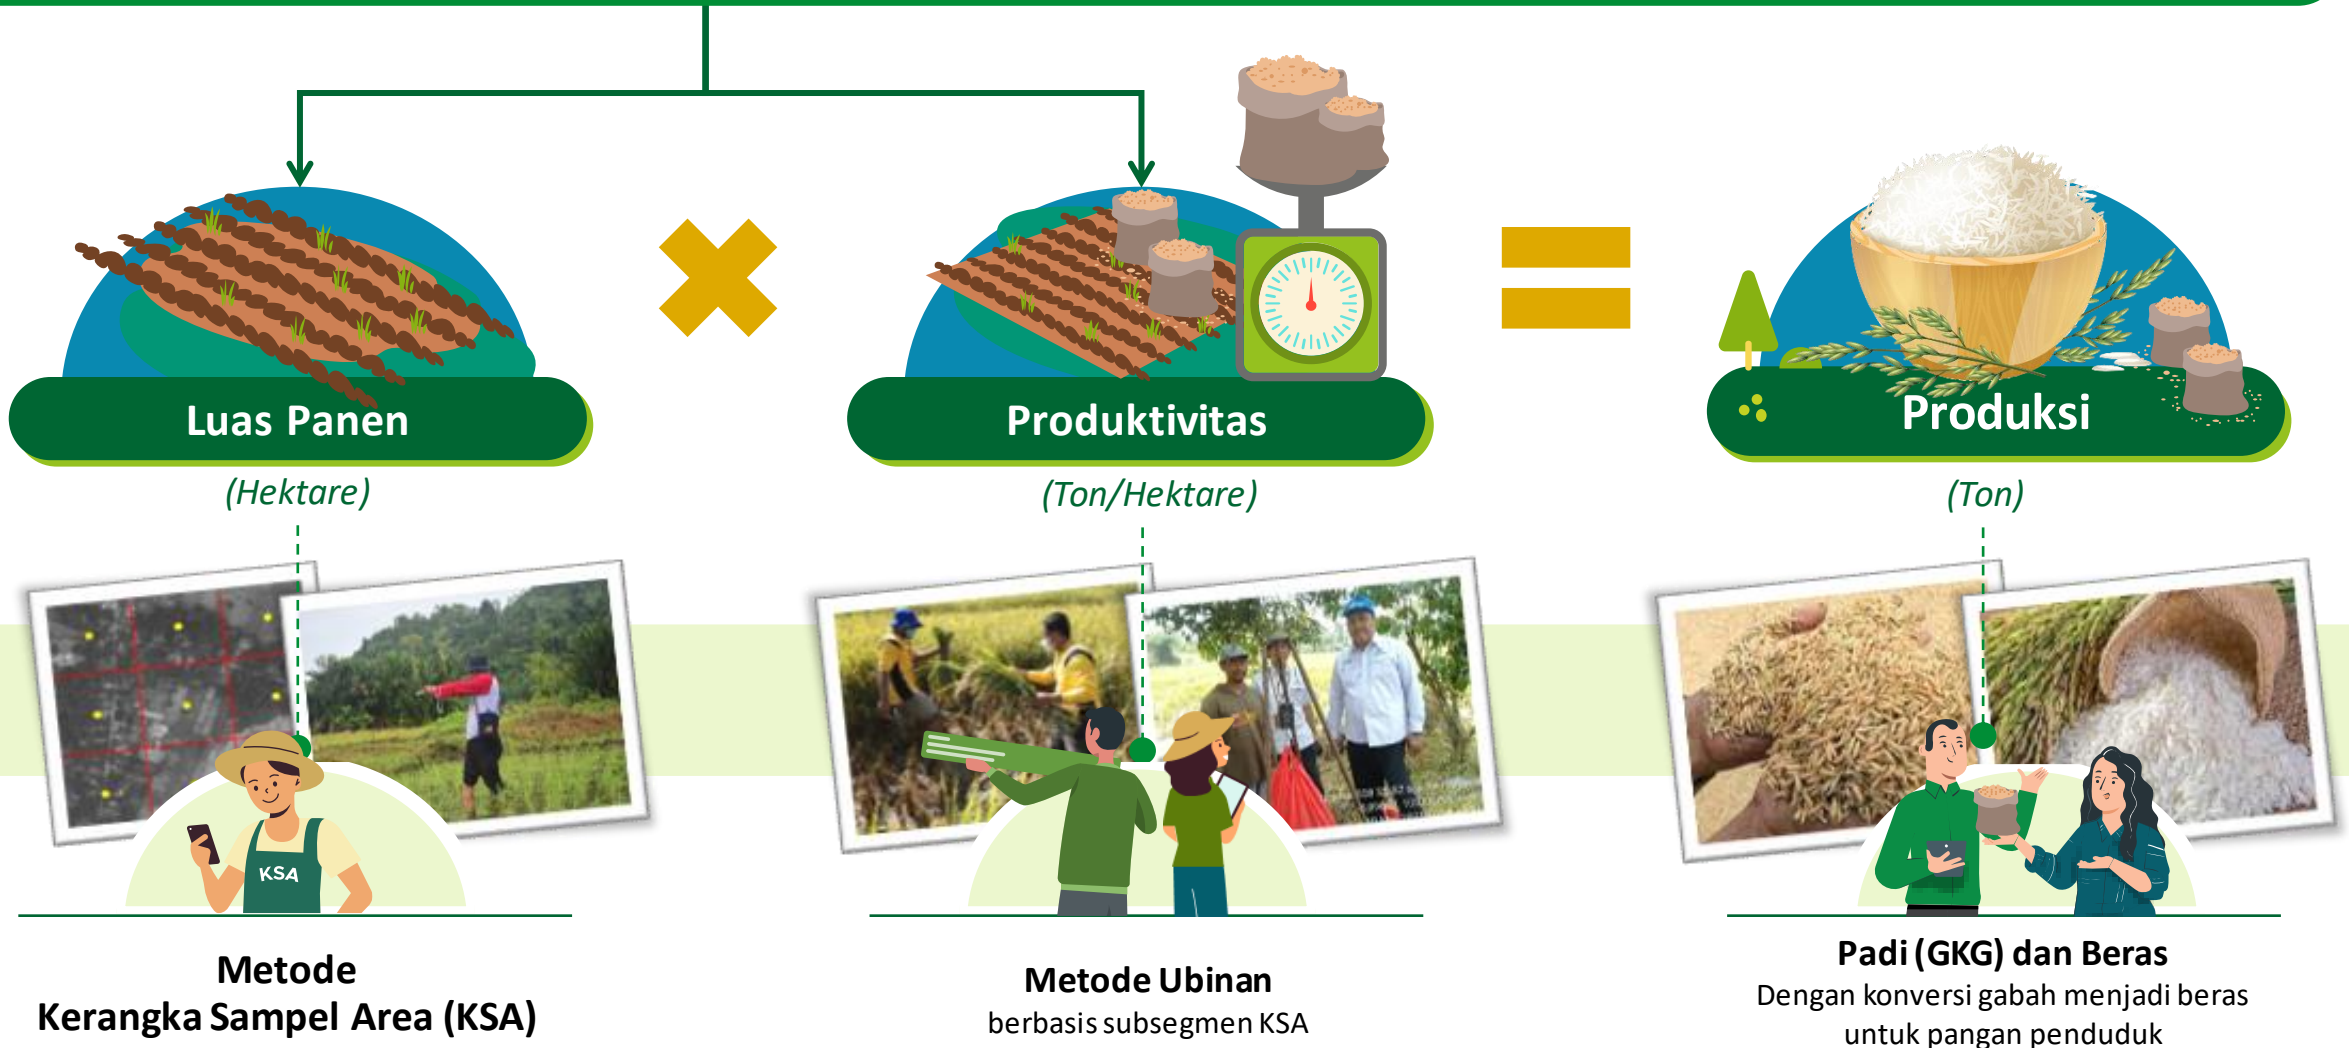 Luas Panen
Produktivitas
Produksi
(Hektare)
(Ton/Hektare)
(Ton)
KSA
Metode
Kerangka Sampel Area (KSA)
Metode Ubinan
berbasis subsegmen KSA
Padi (GKG) dan Beras
Dengan konversi gabah menjadi beras
untuk pangan penduduk